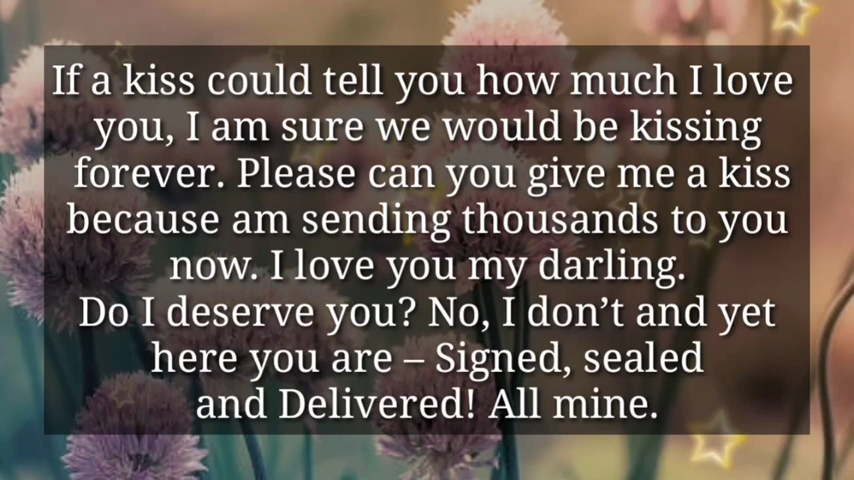 If a kiss could tell you how much I love
you, I am sure we would be kissing
forever. Please can you give me a kiss
because am sending thousands to you
now. I love you my darling.
Do I deserve you? No, I don’t and yet
here you are – Signed, sealed
and Delivered! All mine.